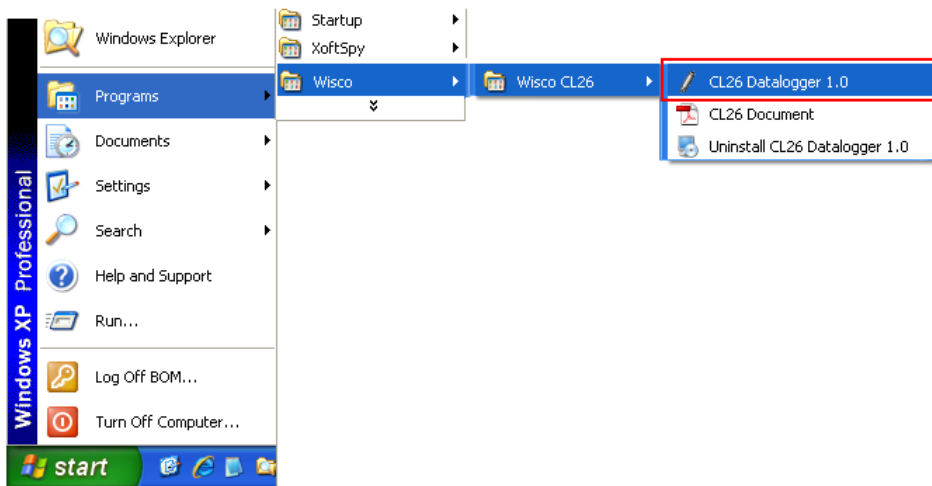 Windows XP Professional
Windows Explorer
Programs
Documents
Settings
Search
Help and Support
Run...
Log Off BOM...
Turn Off Computer...
start
Startup
XoftSpy
Wisco
Wisco CL26
CL26 Datalogger 1.0
CL26 Document
Uninstall CL26 Datalogger 1.0